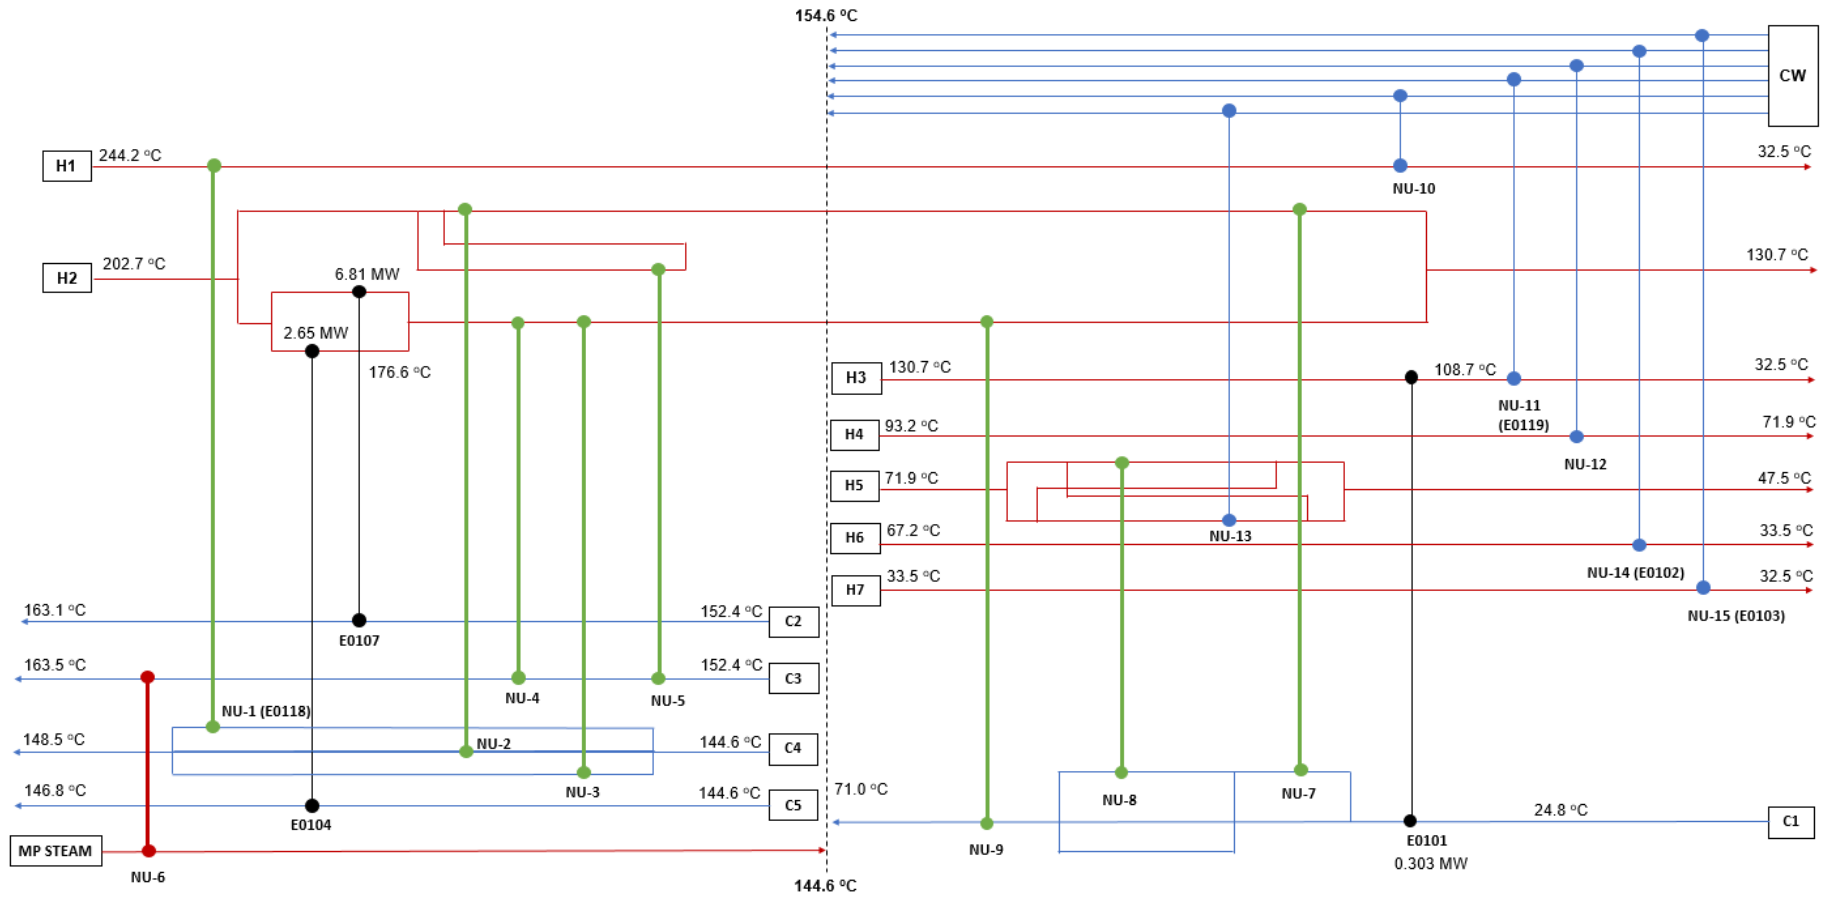 154.6 °C
CW
H1
244.2 °C
32.5 °C
NU-10
H2
202.7 °C
6.81 MW
130.7 °C
2.65 MW
176.6 °C
H3
130.7 °C
108.7 °C
32.5 °C
NU-11
(E0119)
H4
93.2 °C
71.9 °C
NU-12
H5
71.9 °C
47.5 °C
NU-13
H6
67.2 °C
33.5 °C
NU-14 (E0102)
H7
33.5 °C
32.5 °C
NU-15 (E0103)
163.1 °C
E0107
152.4 °C
C2
163.5 °C
NU-4
NU-5
152.4 °C
C3
NU-1 (E0118)
148.5 °C
NU-2
144.6 °C
C4
NU-3
146.8 °C
E0104
144.6 °C
C5
71.0 °C
NU-8
NU-7
24.8 °C
C1
NU-9
E0101
0.303 MW
MP STEAM
NU-6
144.6 °C